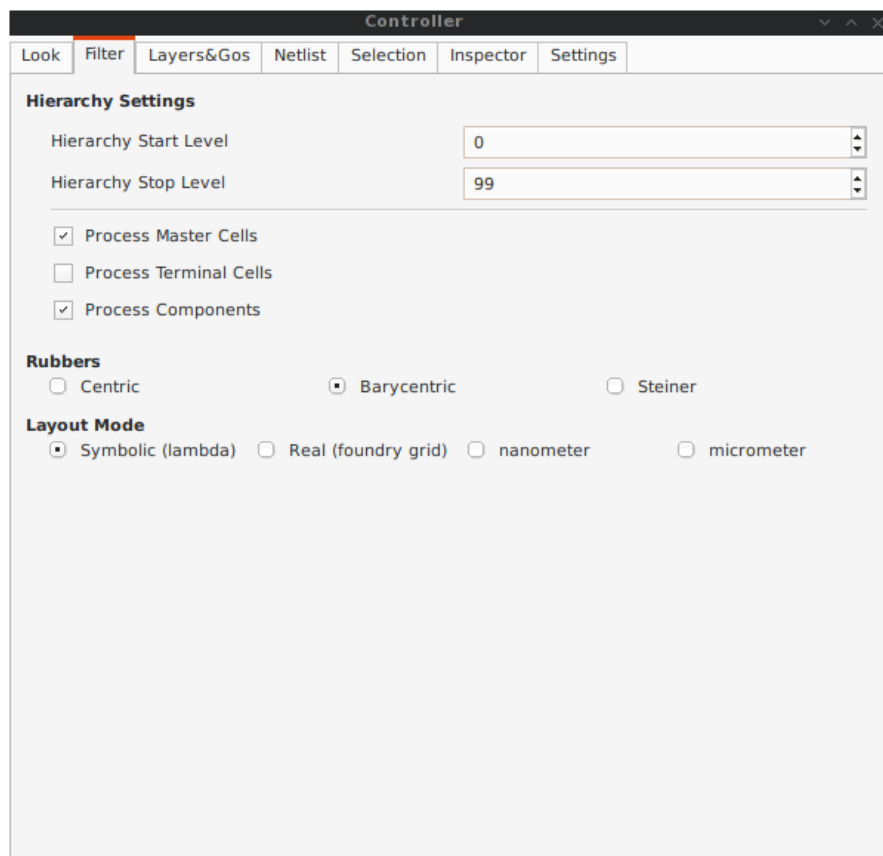 Controller
Look Filter Layers&Gos Netlist Selection Inspector Settings
Hierarchy Settings
Hierarchy Start Level 0
Hierarchy Stop Level 99
Process Master Cells
Process Terminal Cells
Process Components
Rubbers
Centric Barycentric Steiner
Layout Mode
Symbolic (lambda) Real (foundry grid) nanometer micrometer